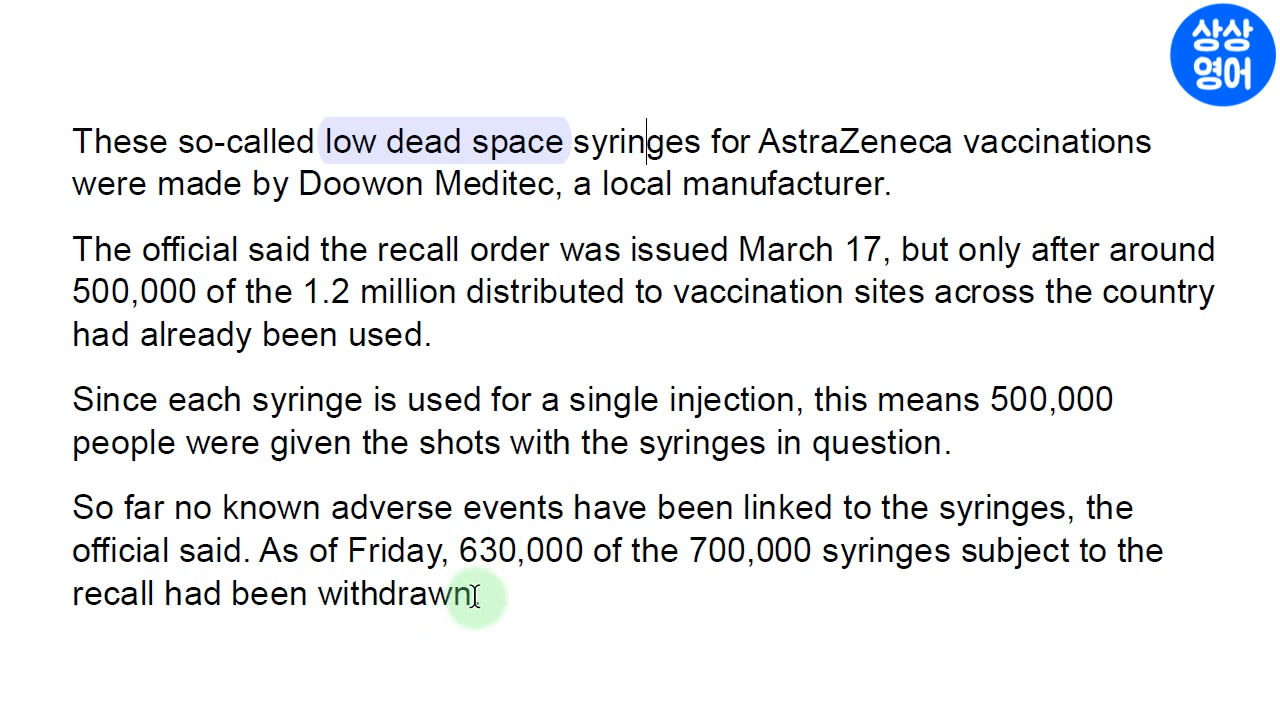 상상
영어
These so-called low dead space syringes for AstraZeneca vaccinations
were made by Doowon Meditec, a local manufacturer.
The official said the recall order was issued March 17, but only after around
500,000 of the 1.2 million distributed to vaccination sites across the country
had already been used.
Since each syringe is used for a single injection, this means 500,000
people were given the shots with the syringes in question.
So far no known adverse events have been linked to the syringes, the
official said. As of Friday, 630,000 of the 700,000 syringes subject to the
recall had been withdrawn.